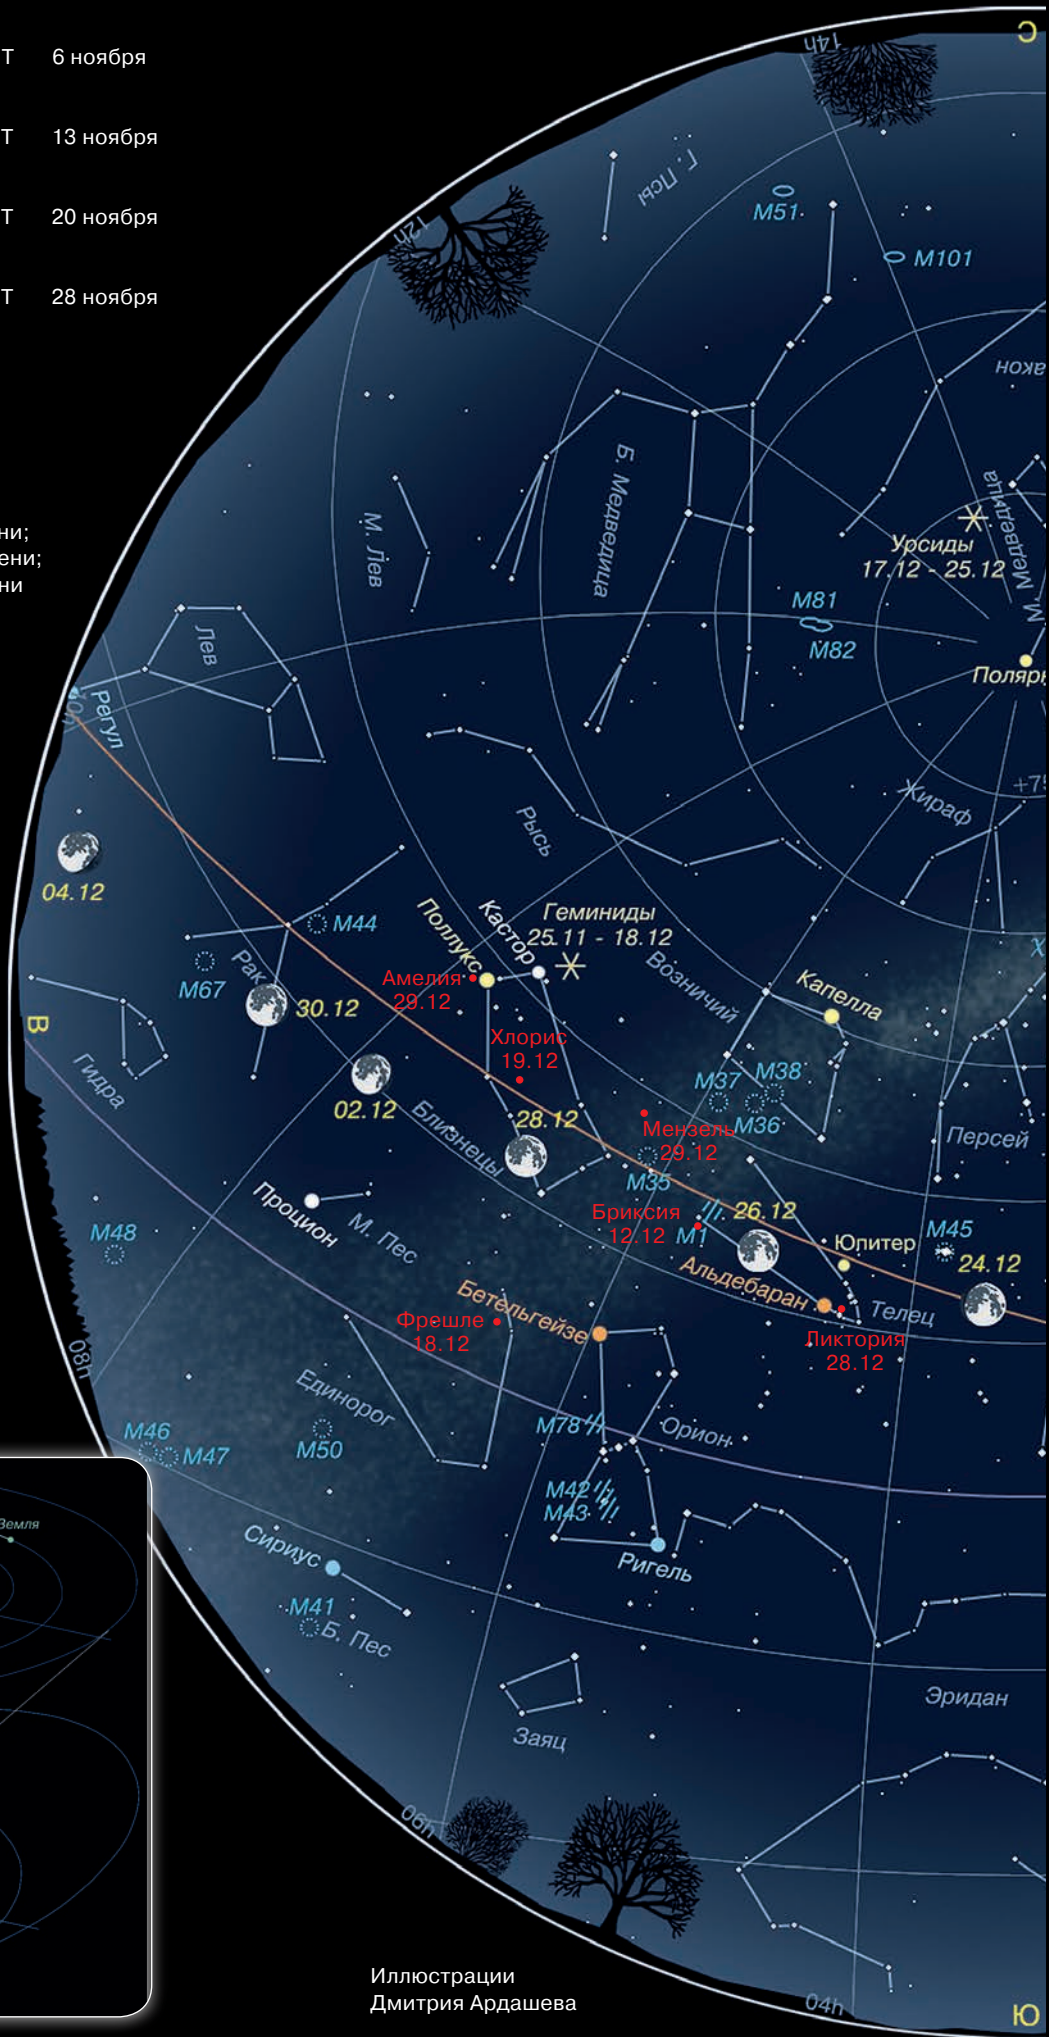 Т 6 ноября
Т 13 ноября
Т 20 ноября
Т 28 ноября
ни;
ени;
ни
С
14h
12h
Г. Псы
M51
M101
Б. Медведица
М. Лев
Урсиды
17.12 - 25.12
М. Медведица
M81
M82
Лев
Регул
10h
Жираф
+75
Рысь
04.12
Поллукс
Кастор
Геминиды
25.11 - 18.12
M44
Рак
M67
Возничий
Капелла
χ
Амелия
29.12
30.12
В
Хлорис
19.12
Гидра
02.12
Близнецы
28.12
M37
M38
M36
Мензель
29.12
Персей
M35
Процион
М. Пес
Бриксия
12.12
M1
26.12
M48
Юпитер
M45
24.12
Альдебаран
Телец
Бетельгейзе
Фрешле
18.12
Ликтория
28.12
08h
Единорог
M78
Орион
M46
M47
M50
M42
M43
Земля
Сириус
Ригель
M41
Б. Пес
Эридан
Заяц
06h
04h
Ю
Иллюстрации
Дмитрия Ардашева